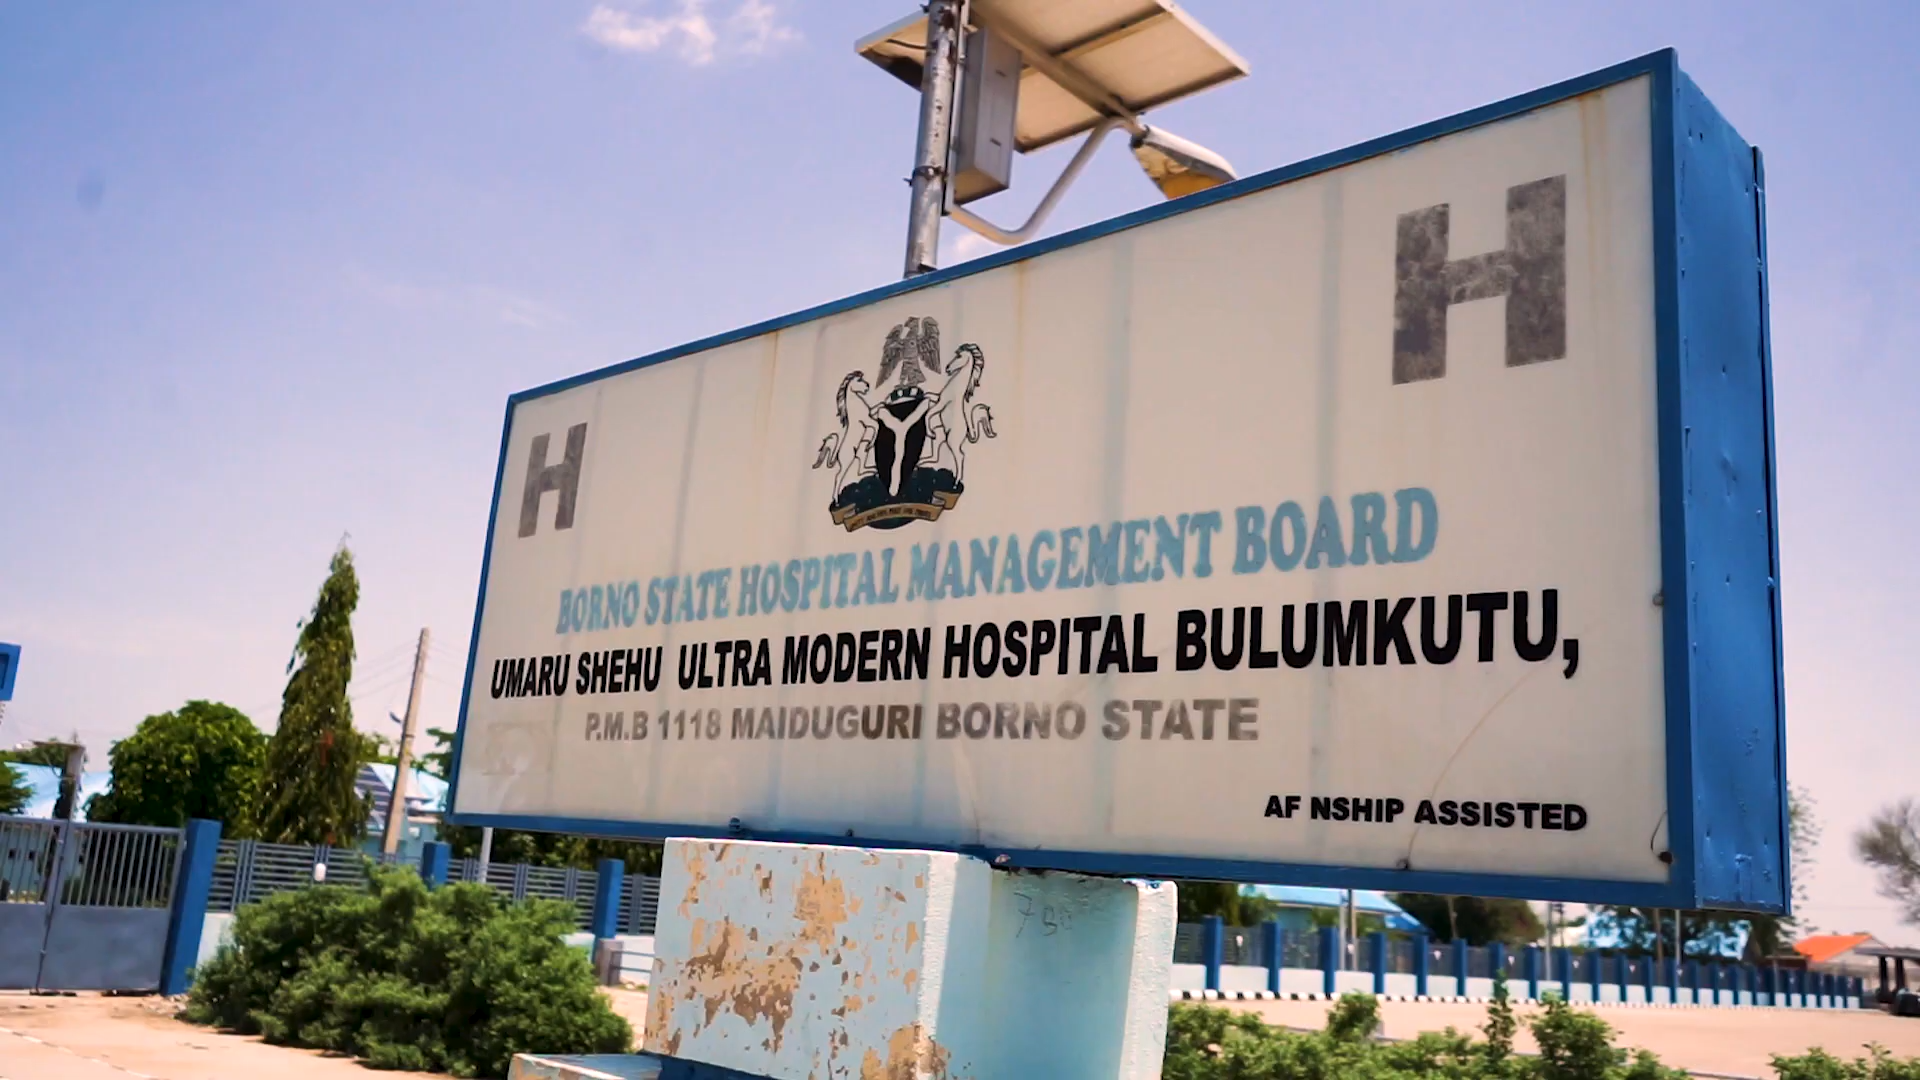 H H
BORNO STATE HOSPITAL MANAGEMENT BOARD
UMARU SHEHU ULTRA MODERN HOSPITAL BULUMKUTU,
P.M.B 1118 MAIDUGURI BORNO STATE
AF NSHIP ASSISTED